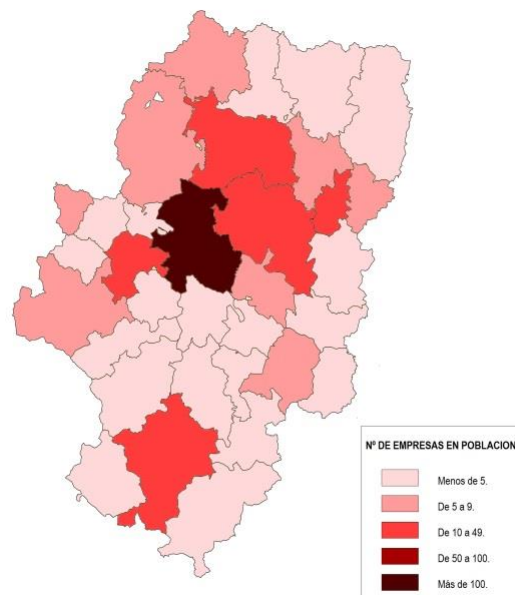 Nº DE EMPRESAS EN POBLACION
Menos de 5.
De 5 a 9.
De 10 a 49.
De 50 a 100.
Más de 100.